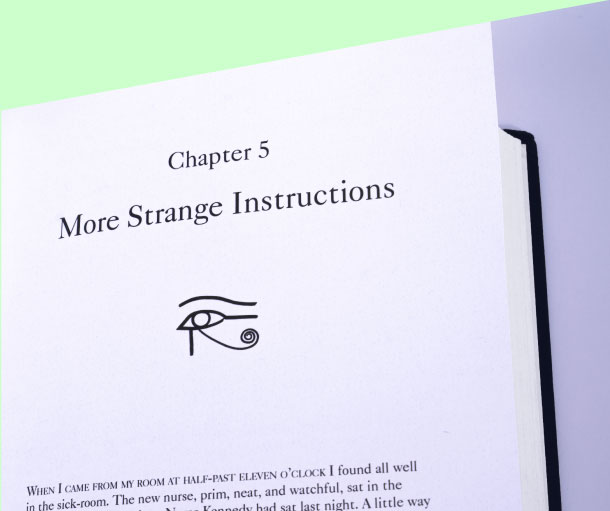 Chapter 5
More Strange Instructions
WHEN I CAME FROM MY ROOM AT HALF-PAST ELEVEN O'CLOCK I found all well
in the sick-room. The new nurse, prim, neat, and watchful, sat in the
Nurse Kennedy had sat last night. A little way